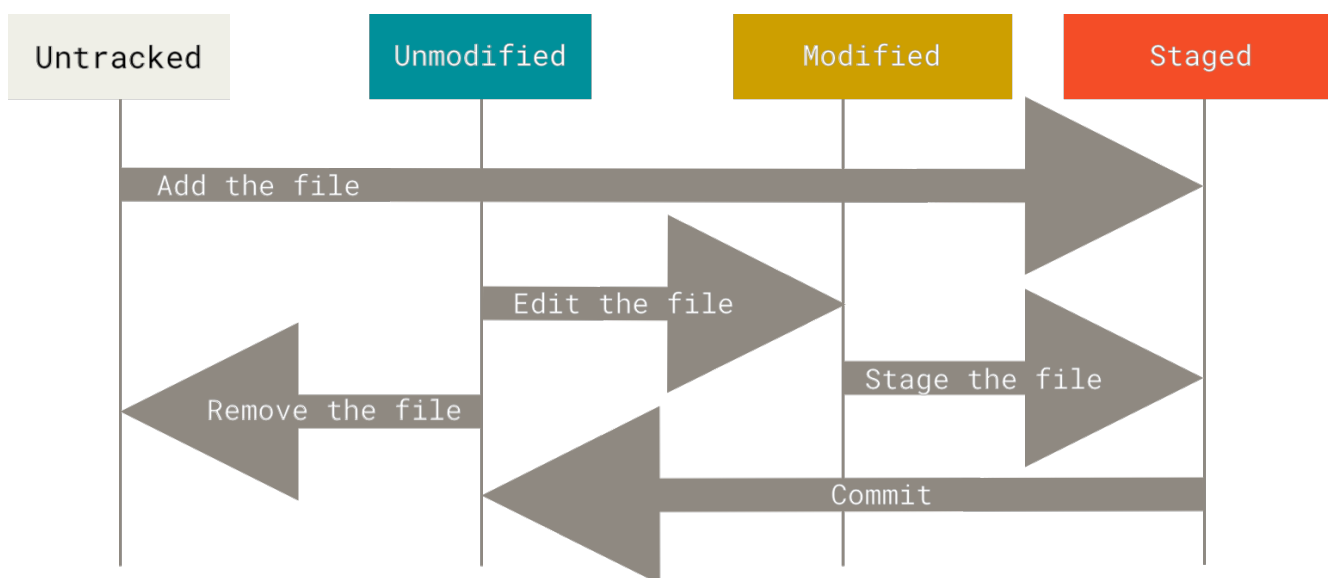 Untracked
Unmodified
Modified
Staged
Add the file
Edit the file
Stage the file
Remove the file
Commit